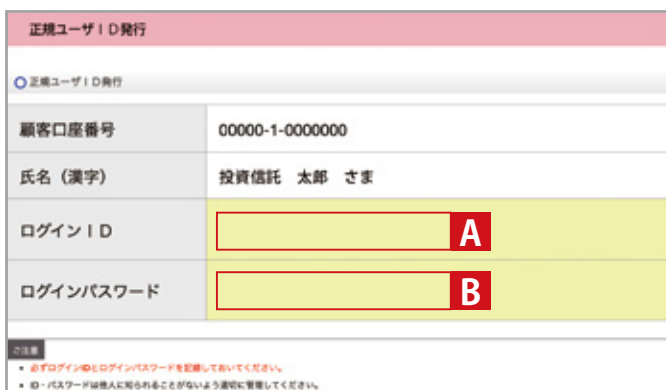 正規ユーザID発行
正規ユーザID発行
顧客口座番号 00000-1-0000000
氏名（漢字） 投資信託 太郎 さま
ログインID A
ログインパスワード B
ご注意
• 必ずログインIDとログインパスワードを記録しておいてください。
• ID・パスワードは他人に知られることがないよう適切に管理してください。